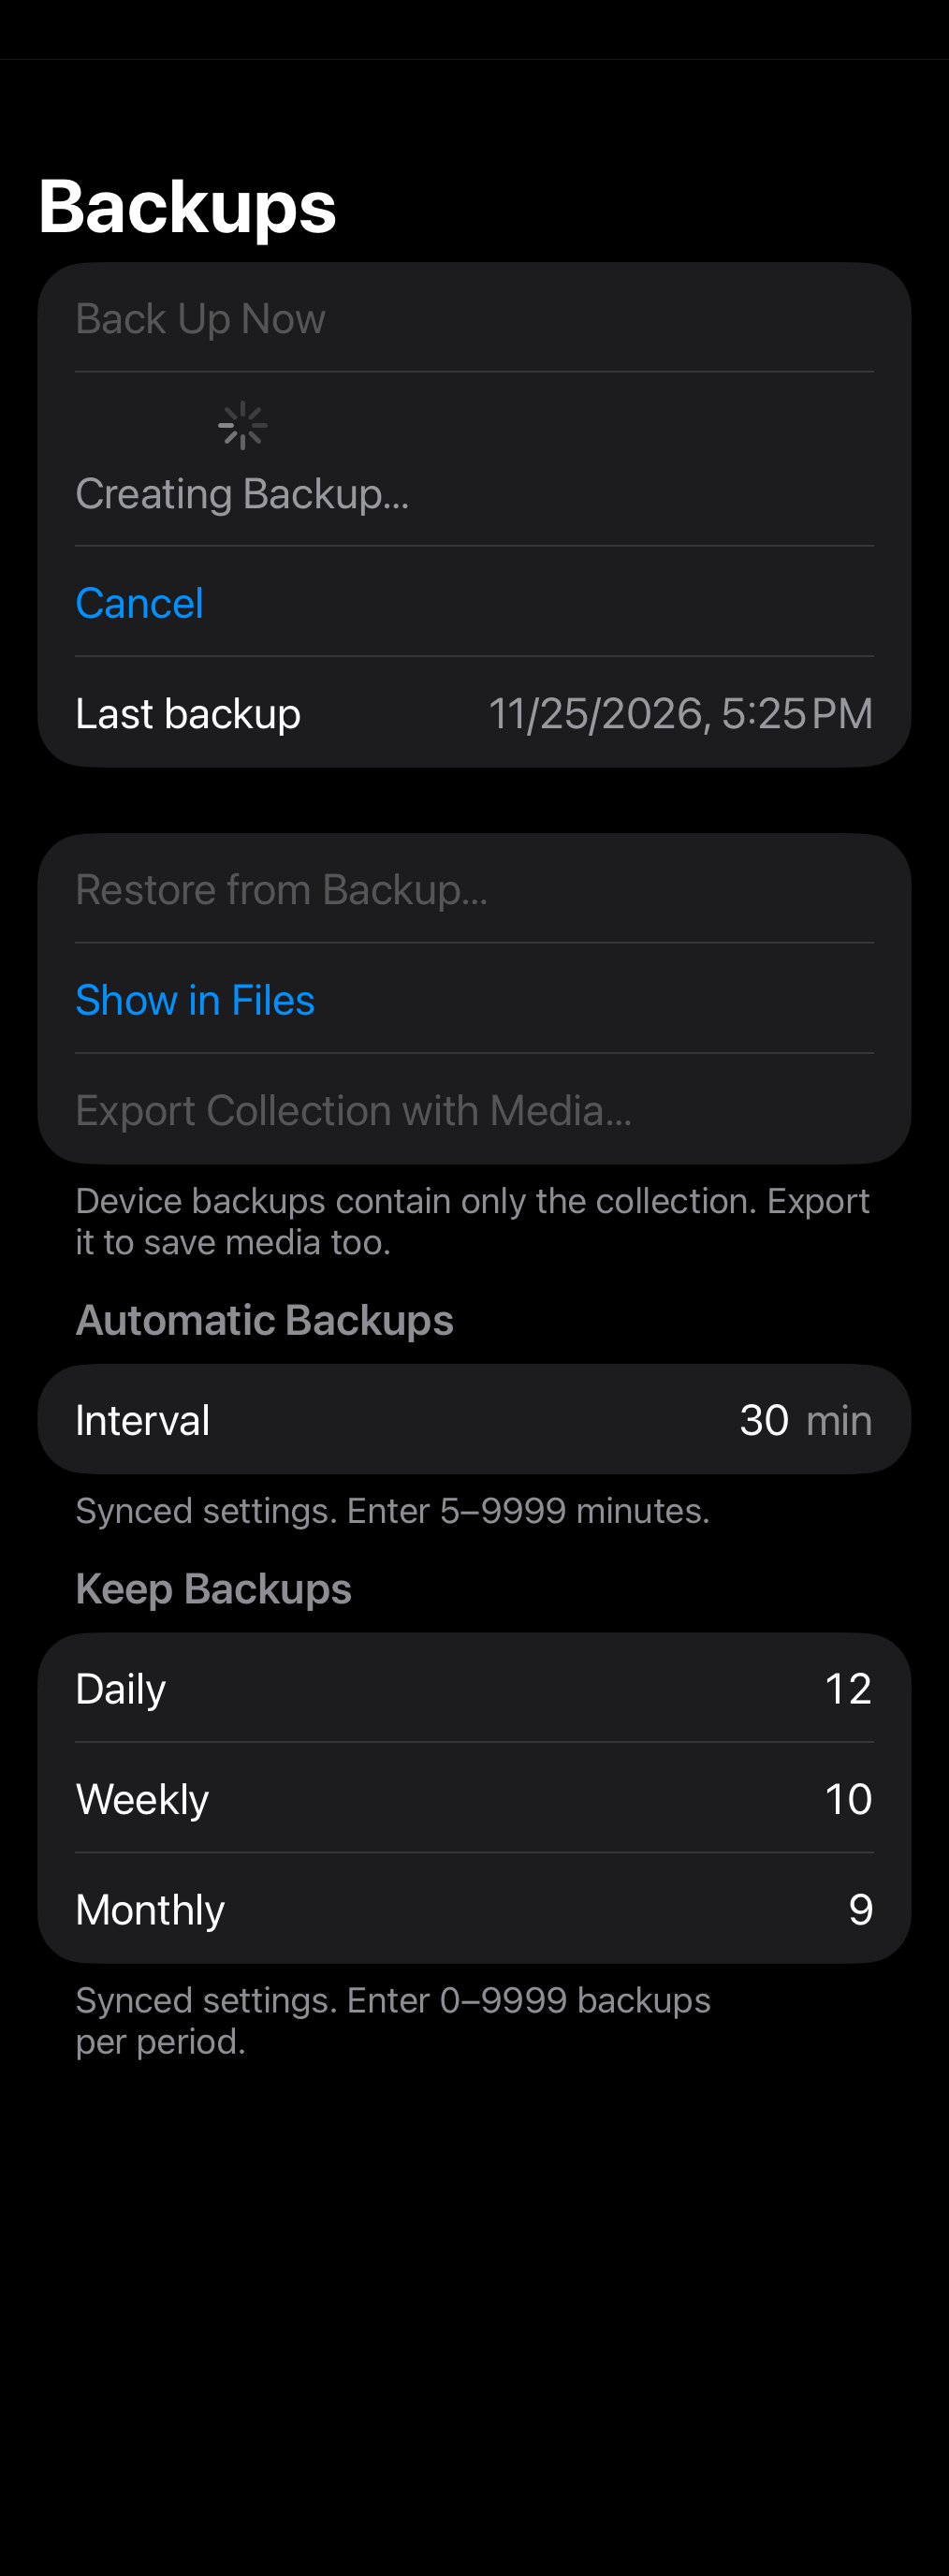 Backups
Back Up Now
Creating Backup...
Cancel
Last backup 11/25/2026, 5:25 PM
Restore from Backup...
Show in Files
Export Collection with Media...
Device backups contain only the collection. Export
it to save media too.
Automatic Backups
Interval 30 min
Synced settings. Enter 5–9999 minutes.
Keep Backups
Daily 12
Weekly 10
Monthly 9
Synced settings. Enter 0–9999 backups
per period.